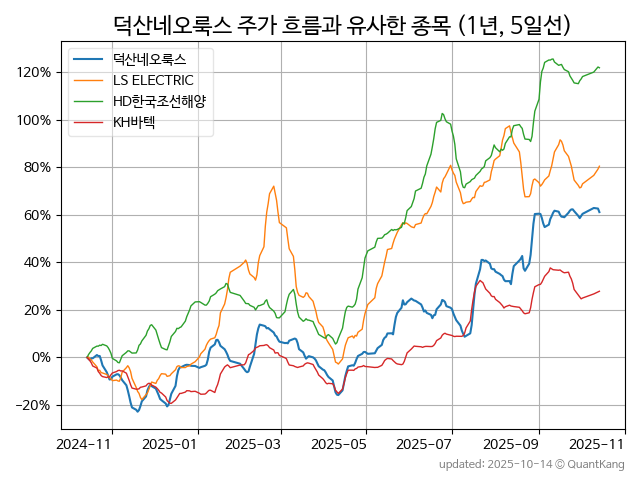 덕산네오룩스 주가 흐름과 유사한 종목 (1년, 5일선)
덕산네오룩스
LS ELECTRIC
HD한국조선해양
KH바텍
120%
100%
80%
60%
40%
20%
0%
−20%
2024-11
2025-01
2025-03
2025-05
2025-07
2025-09
2025-11
updated: 2025-10-14 © QuantKang